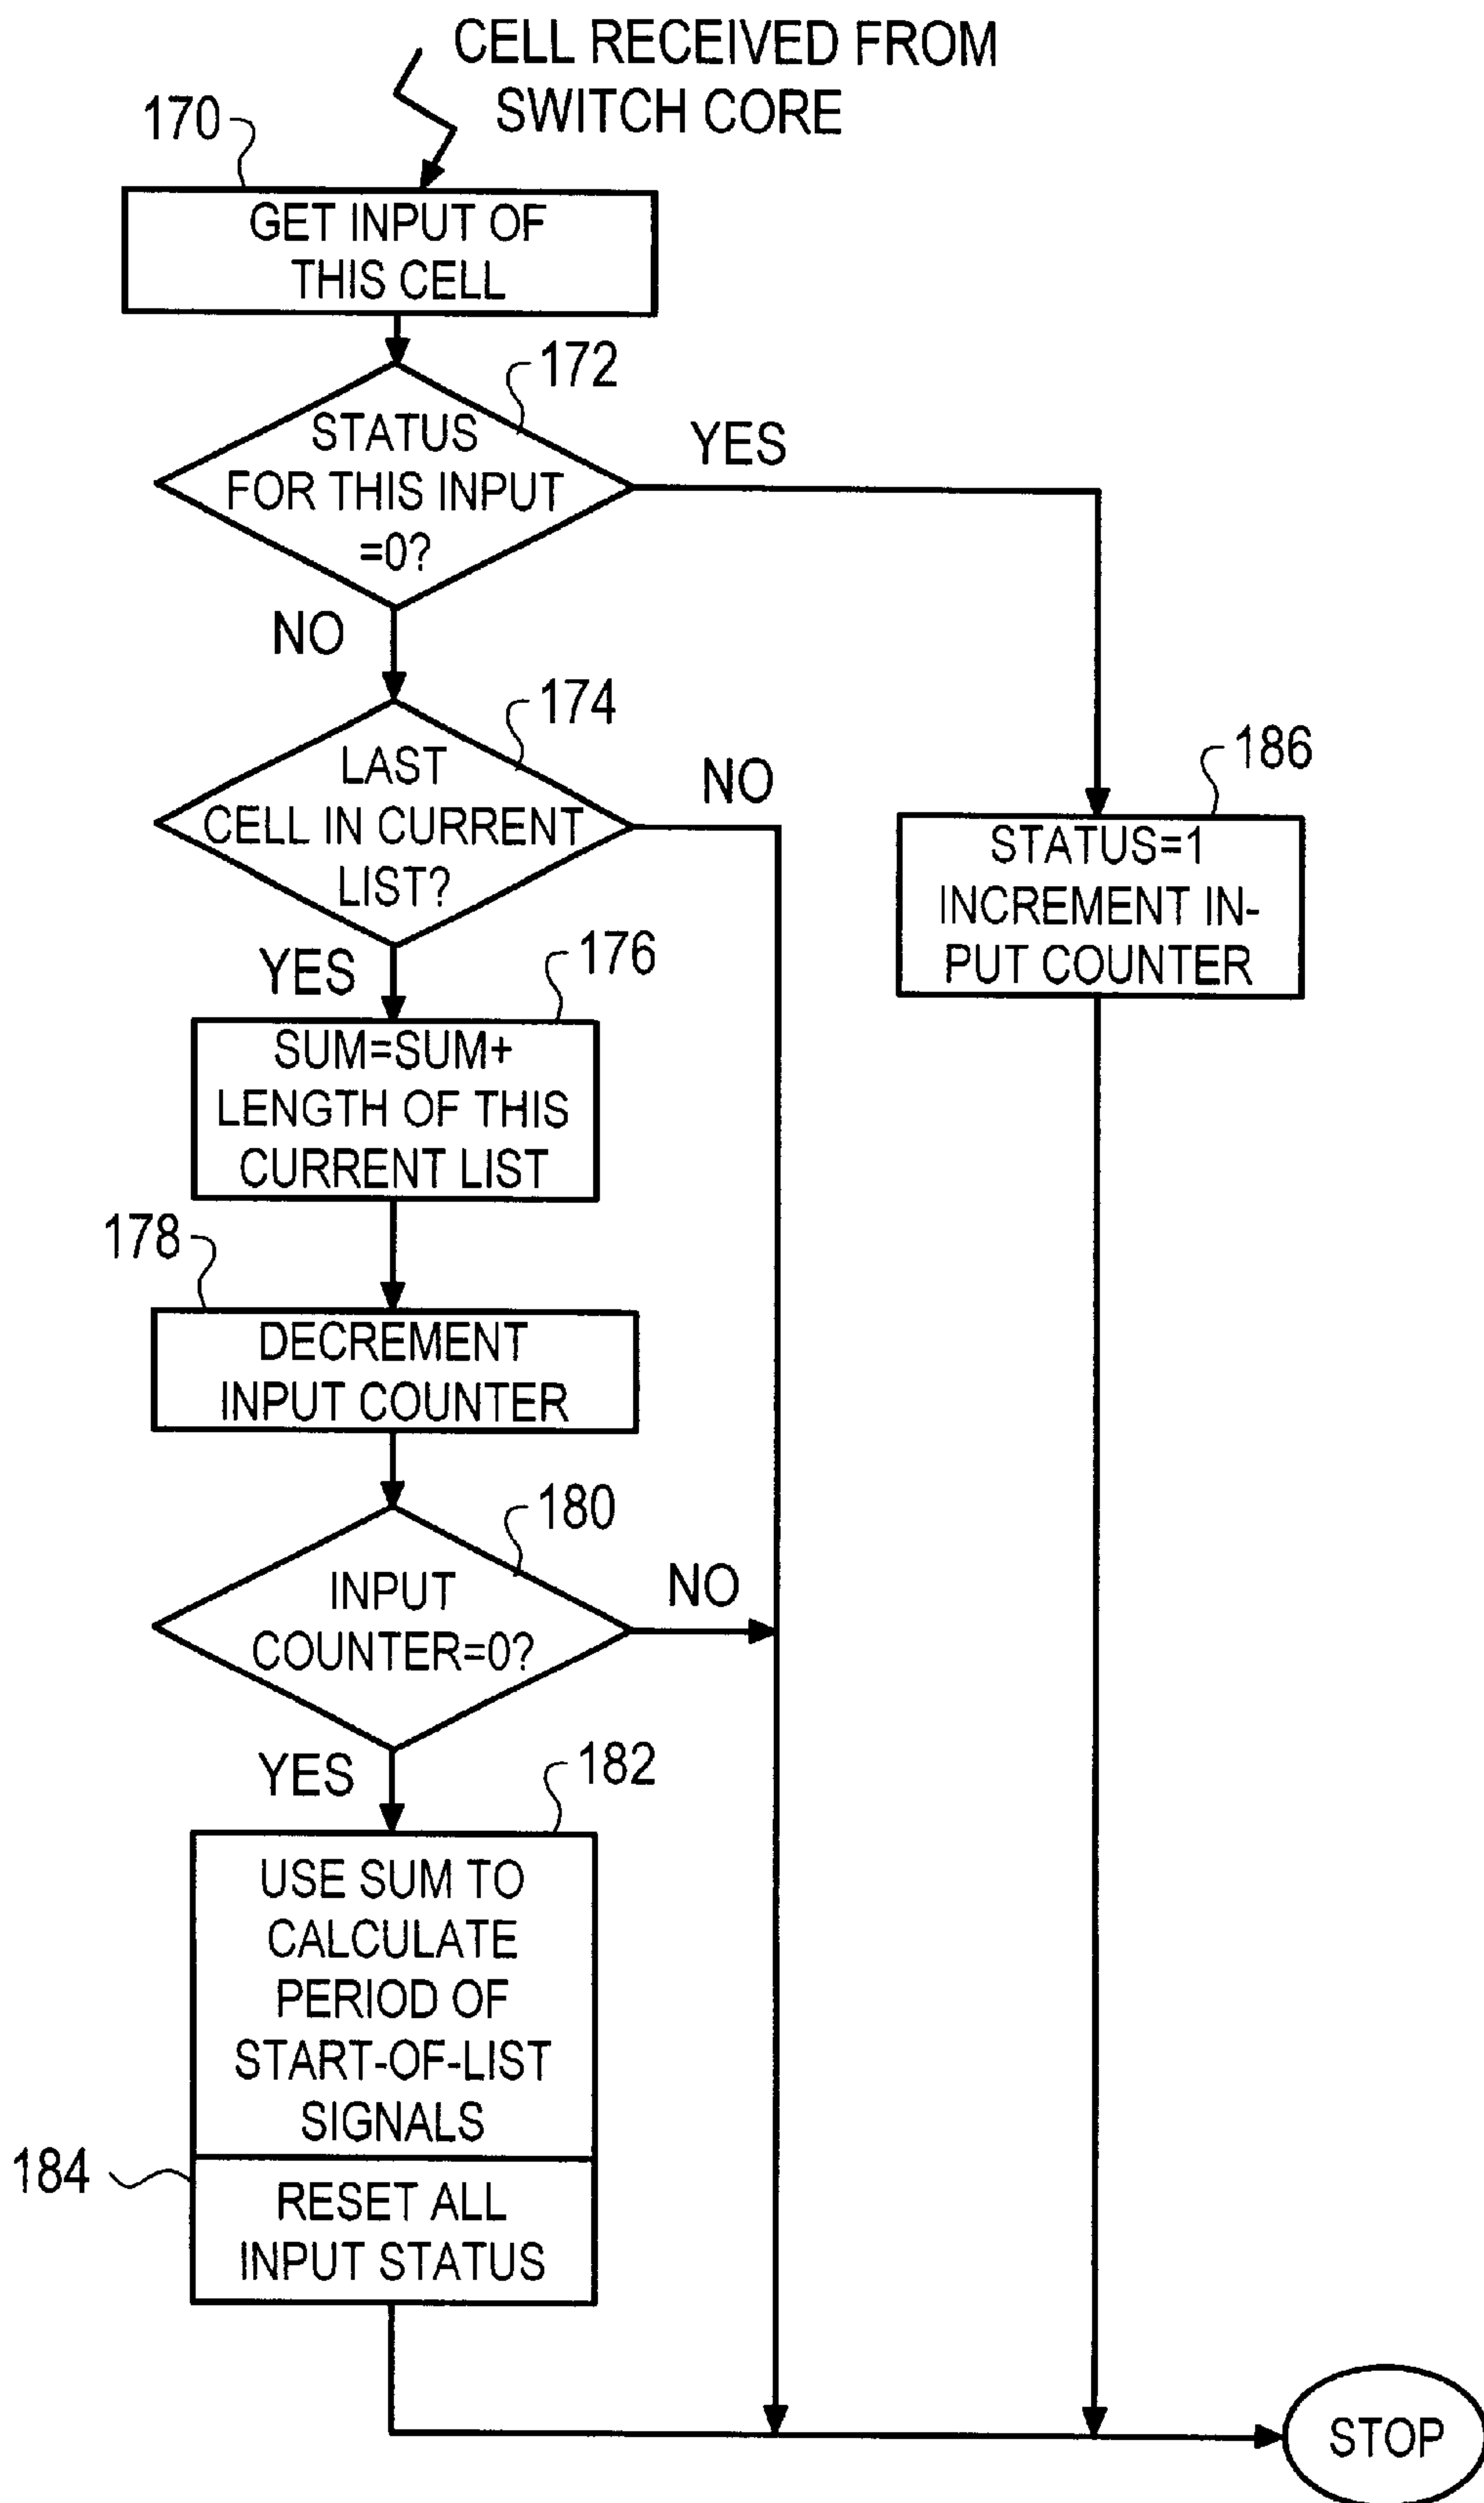 CELL RECEIVED FROM
SWITCH CORE
170
GET INPUT OF
THIS CELL
172
STATUS
FOR THIS INPUT
=0?
YES
NO
174
LAST
CELL IN CURRENT
LIST?
NO
YES
186
STATUS=1
INCREMENT IN-
PUT COUNTER
176
SUM=SUM+
LENGTH OF THIS
CURRENT LIST
178
DECREMENT
INPUT COUNTER
180
INPUT
COUNTER=0?
NO
YES
182
USE SUM TO
CALCULATE
PERIOD OF
START-OF-LIST
SIGNALS
184
RESET ALL
INPUT STATUS
STOP